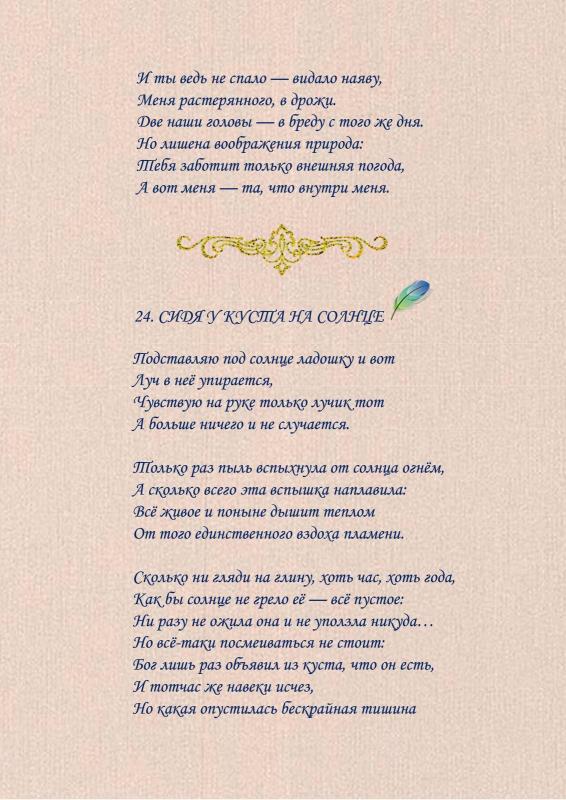 И ты ведь не спало — видало наяву,
Меня растерянного, в дрожи.
Две наши головы — в бреду с того же дня.
Но лишена воображения природа:
Тебя заботит только внешняя погода,
А вот меня — та, что внутри меня.
24. СИДЯ У КУСТА НА СОЛНЦЕ
Подставляю под солнце ладошку и вот
Луч в неё упирается,
Чувствую на руке только лучик тот
А больше ничего и не случается.
Только раз пыль вспыхнула от солнца огнём,
А сколько всего эта вспышка наплавила:
Всё живое и поныне дышит теплом
От того единственного вздоха пламени.
Сколько ни гляди на глину, хоть час, хоть года,
Как бы солнце не грело её — всё пустое:
Ни разу не ожила она и не уползла никуда…
Но всё-таки посмеиваться не стоит:
Бог лишь раз объявил из куста, что он есть,
И тотчас же навеки исчез,
Но какая опустилась бескрайная тишина